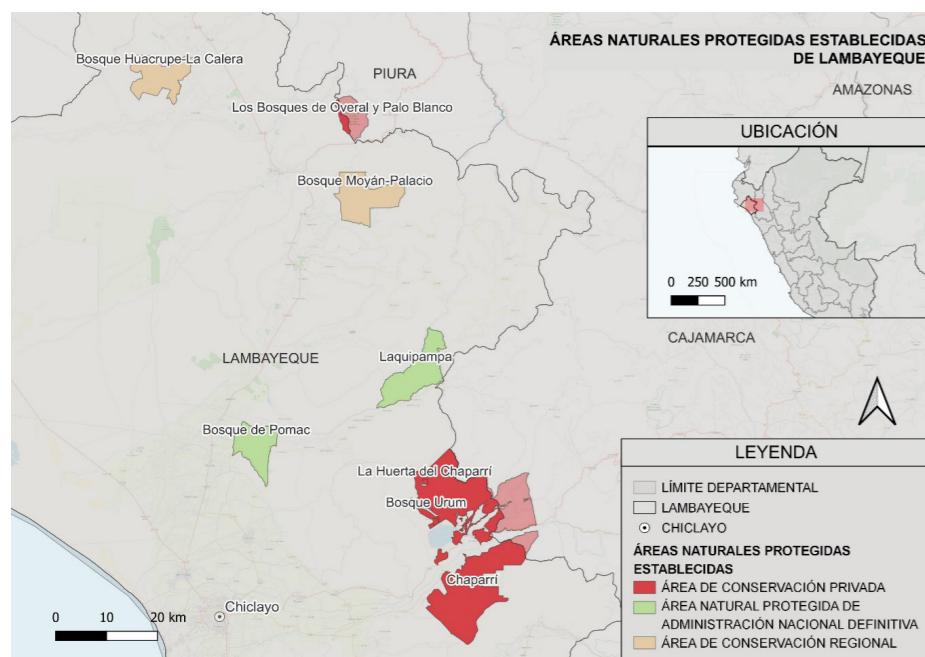 ÁREAS NATURALES PROTEGIDAS ESTABLECIDAS
DE LAMBAYEQUE
Bosque Huacrupe-La Calera
PIURA
AMAZONAS
Los Bosques de Overal y Palo Blanco
UBICACIÓN
Bosque Moyán-Palacio
0 250 500 km
CAJAMARCA
LAMBAYEQUE
Laquipampa
Bosque de Pomac
La Huerta del Chaparrí
Bosque Urum
Chaparrí
Chiclayo
0 10 20 km
LEYENDA
LÍMITE DEPARTAMENTAL
LAMBAYEQUE
CHICLAYO
ÁREAS NATURALES PROTEGIDAS
ESTABLECIDAS
ÁREA DE CONSERVACIÓN PRIVADA
ÁREA NATURAL PROTEGIDA DE
ADMINISTRACIÓN NACIONAL DEFINITIVA
ÁREA DE CONSERVACIÓN REGIONAL